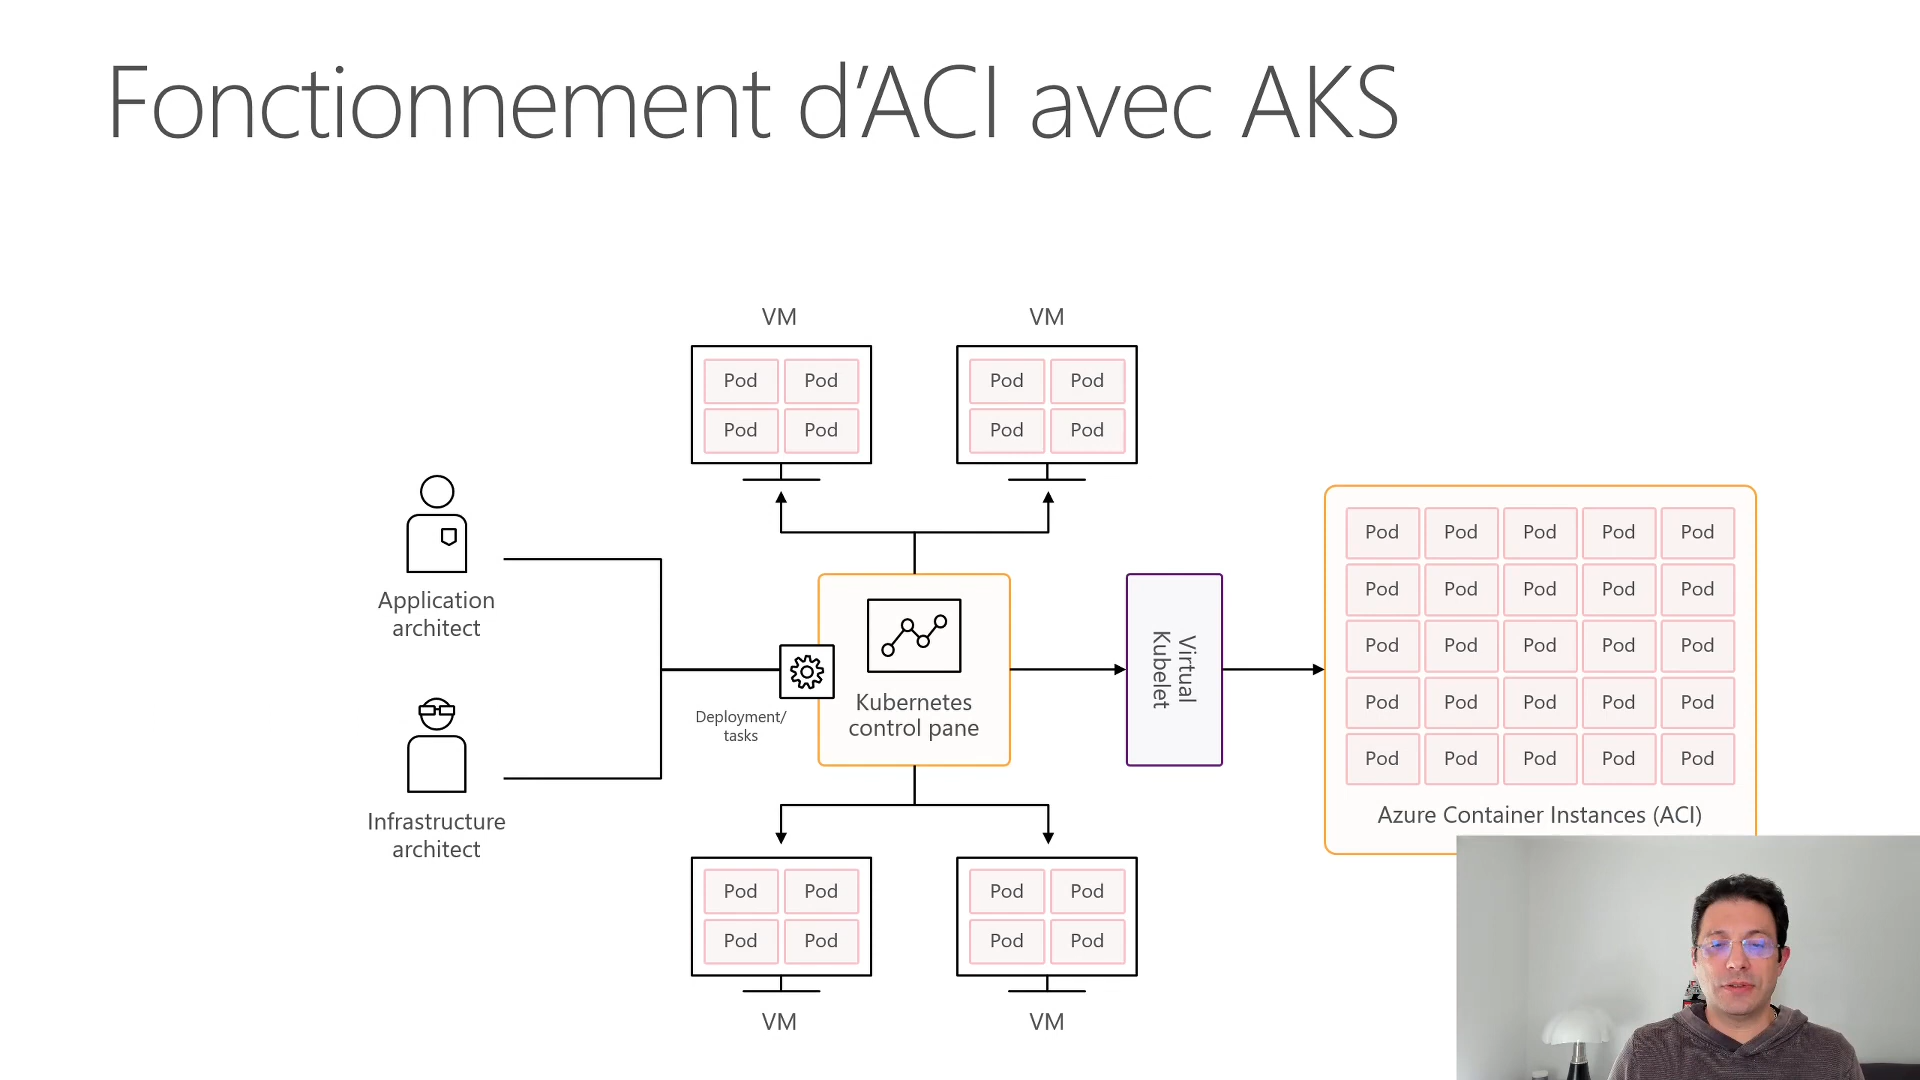 Fonctionnement d’ACI avec AKS
VM
VM
Pod Pod
Pod Pod
Pod Pod
Pod Pod
Application
architect
Infrastructure
architect
Deployment/
tasks
Kubernetes
control pane
Virtual
Kubelet
Pod Pod Pod Pod Pod
Pod Pod Pod Pod Pod
Pod Pod Pod Pod Pod
Pod Pod Pod Pod Pod
Pod Pod Pod Pod Pod
Azure Container Instances (ACI)
Pod Pod
Pod Pod
Pod Pod
Pod Pod
VM
VM